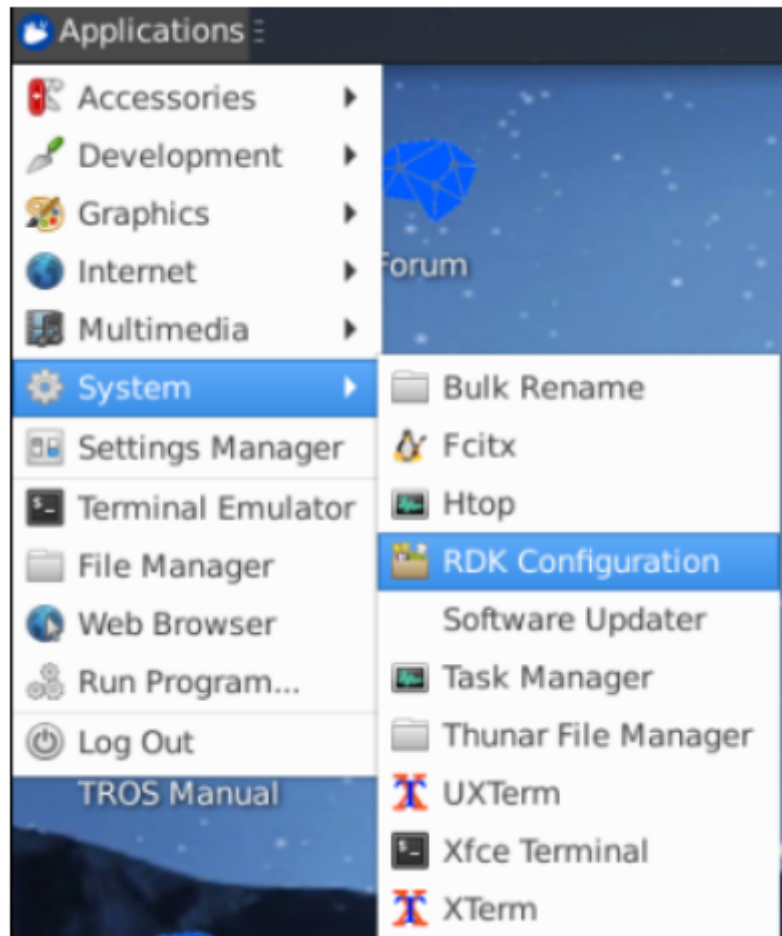 Applications
Accessories
Development
Graphics
Internet
Multimedia
System
Settings Manager
Terminal Emulator
File Manager
Web Browser
Run Program...
Log Out
Forum
TROS Manual
Bulk Rename
Fcitx
Htop
RDK Configuration
Software Updater
Task Manager
Thunar File Manager
UXTerm
Xfce Terminal
XTerm